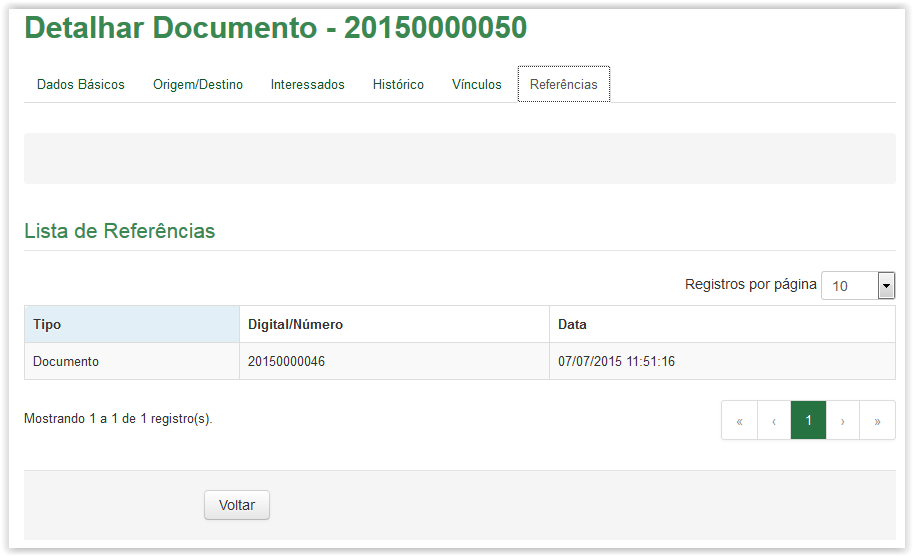 Detalhar Documento - 20150000050
Dados Básicos Origem/Destino Interessados Histórico Vínculos Referências
Lista de Referências
Registros por página 10
Tipo Digital/Número Data
Documento 20150000046 07/07/2015 11:51:16
Mostrando 1 a 1 de 1 registro(s). « ‹ 1 › »
Voltar